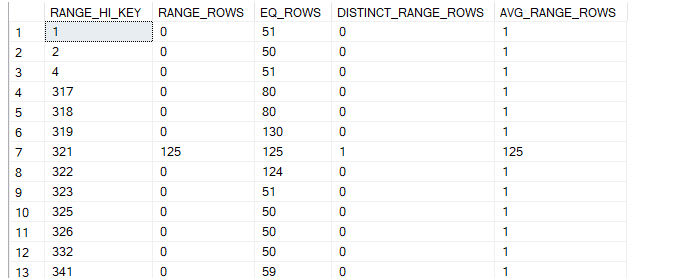 RANGE_HI_KEY RANGE_ROWS EQ_ROWS DISTINCT_RANGE_ROWS AVG_RANGE_ROWS
1 1 0 51 0 1
2 2 0 50 0 1
3 4 0 51 0 1
4 317 0 80 0 1
5 318 0 80 0 1
6 319 0 130 0 1
7 321 125 125 1 125
8 322 0 124 0 1
9 323 0 51 0 1
10 325 0 50 0 1
11 326 0 50 0 1
12 332 0 50 0 1
13 341 0 59 0 1